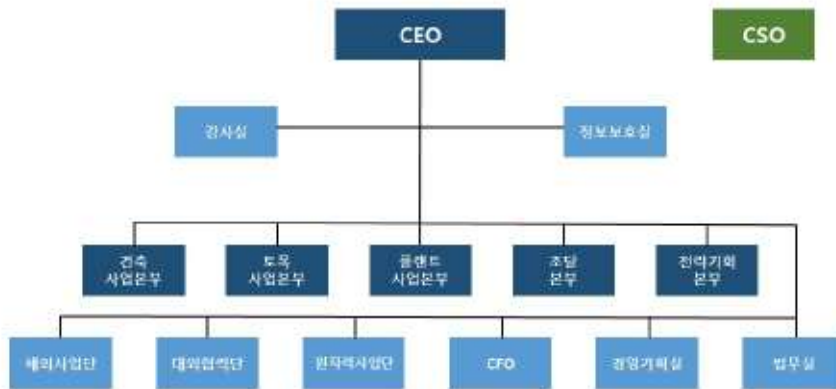 CEO
CSO
감사실
정보보호실
건축
사업본부
토목
사업본부
플랜트
사업본부
조달
본부
전략기획
본부
해외사업단
대외협력단
원자력사업단
CFO
경영기획실
법무실